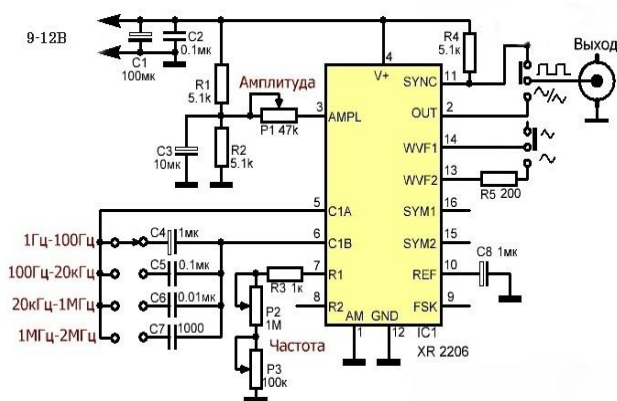 9-12В
C1
100мк
C2
0.1мк
R1
5.1k
Амплитуда
P1 47k
R2
5.1k
C3
10мк
R4
5.1k
Выход
4
V+
SYNC
11
3
AMPL
OUT
2
WVF1
14
WVF2
13
R5 200
5
C1A
SYM1
16
6
C1B
SYM2
15
7
R1
REF
10
C8 1мк
8
R2
FSK
9
AM
GND
1
12
IC1
XR 2206
1Гц-100Гц
C4
1мк
100Гц-20кГц
C5
0.1мк
20кГц-1МГц
C6
0.01мк
1МГц-2МГц
C7
1000
R3 1к
P2
1М
Частота
P3
100к